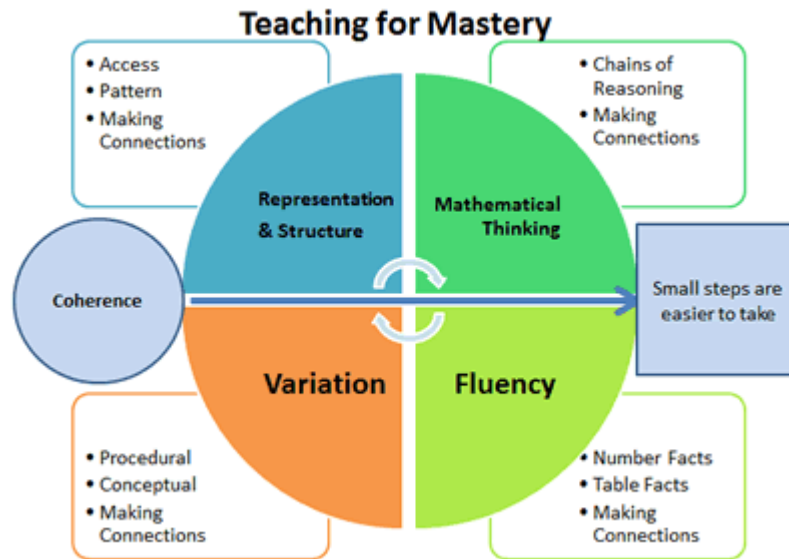 Teaching for Mastery
• Access
• Pattern
• Making
Connections
• Chains of
Reasoning
• Making
Connections
Representation
& Structure
Mathematical
Thinking
Coherence
Small steps are
easier to take
Variation
Fluency
• Procedural
• Conceptual
• Making
Connections
• Number Facts
• Table Facts
• Making
Connections